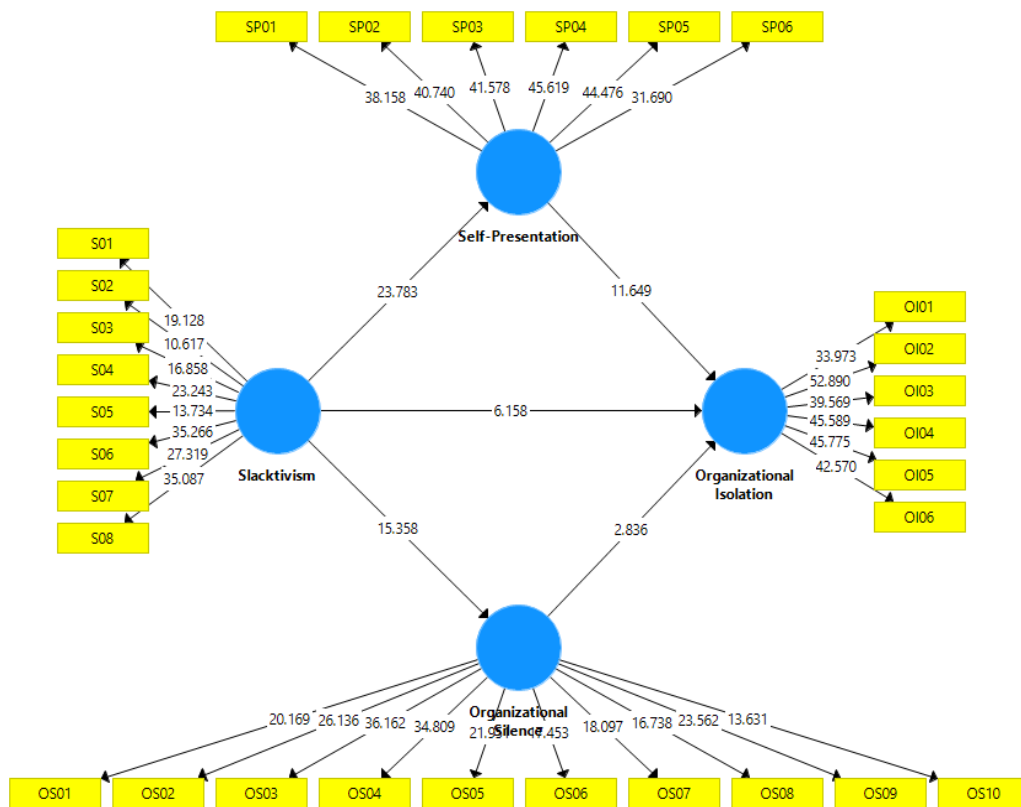 SP01 SP02 SP03 SP04 SP05 SP06
38.158 40.740 41.578 45.619 44.476 31.690
Self-Presentation
S01
S02
S03
S04
S05
S06
S07
S08
19.128
10.617
16.858
23.243
13.734
35.266
27.319
35.087
Slacktivism
23.783
11.649
6.158
15.358
2.836
OI01
OI02
OI03
OI04
OI05
OI06
33.973
52.890
39.569
45.589
45.775
42.570
Organizational
Isolation
Organizational
Silence
20.169 26.136 36.162 34.809 18.097 16.738 23.562 13.631
OS01 OS02 OS03 OS04 OS05 OS06 OS07 OS08 OS09 OS10